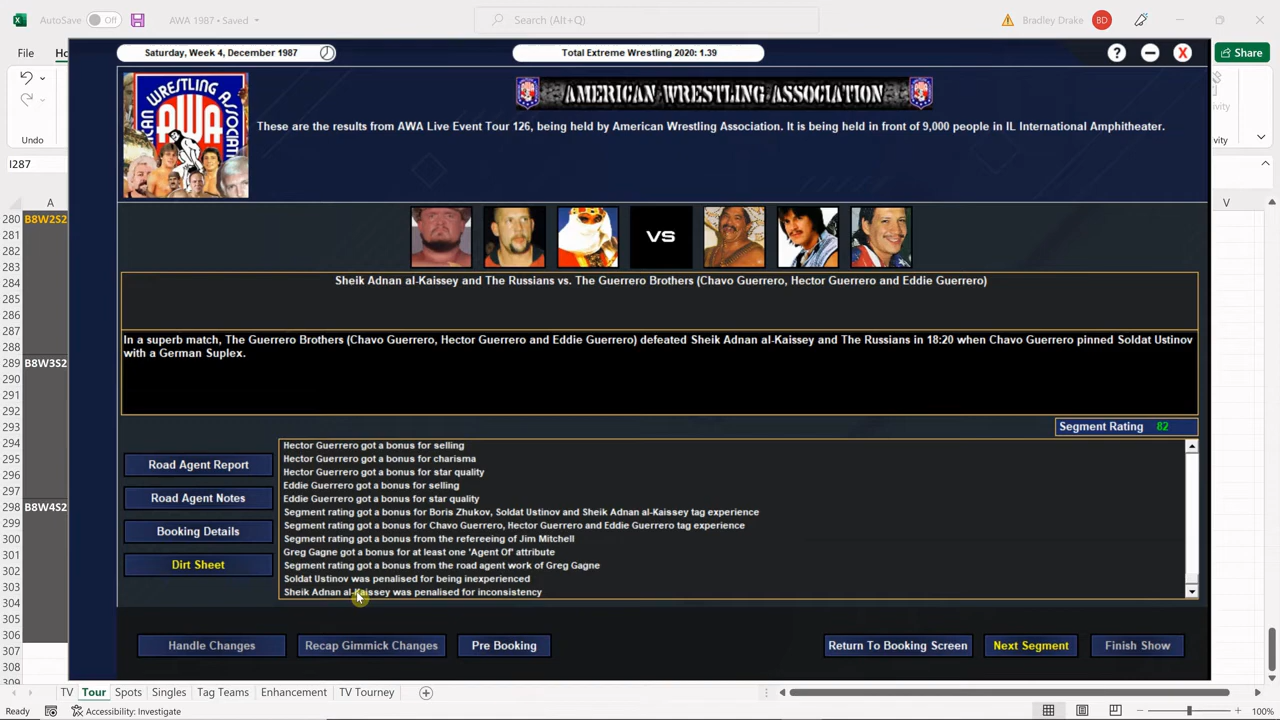 AutoSave Off AWA 1987 • Saved Search (Alt+Q) Bradley Drake BD
File Ho Share
Saturday, Week 4, December 1987 Total Extreme Wrestling 2020: 1.39 ? X
AMERICAN WRESTLING ASSOCIATION
AWA
These are the results from AWA Live Event Tour 126, being held by American Wrestling Association. It is being held in front of 9,000 people in IL International Amphitheater.
Undo
I287
A V
VS
Sheik Adnan al-Kaissey and The Russians vs. The Guerrero Brothers (Chavo Guerrero, Hector Guerrero and Eddie Guerrero)
In a superb match, The Guerrero Brothers (Chavo Guerrero, Hector Guerrero and Eddie Guerrero) defeated Sheik Adnan al-Kaissey and The Russians in 18:20 when Chavo Guerrero pinned Soldat Ustinov
with a German Suplex.
Segment Rating 82
Hector Guerrero got a bonus for selling
Hector Guerrero got a bonus for charisma
Hector Guerrero got a bonus for star quality
Eddie Guerrero got a bonus for selling
Eddie Guerrero got a bonus for star quality
Segment rating got a bonus for Boris Zhukov, Soldat Ustinov and Sheik Adnan al-Kaissey tag experience
Segment rating got a bonus for Chavo Guerrero, Hector Guerrero and Eddie Guerrero tag experience
Segment rating got a bonus from the refereeing of Jim Mitchell
Greg Gagne got a bonus for at least one 'Agent Of' attribute
Segment rating got a bonus from the road agent work of Greg Gagne
Soldat Ustinov was penalised for being inexperienced
Sheik Adnan al-Kaissey was penalised for inconsistency
Road Agent Report
Road Agent Notes
Booking Details
Dirt Sheet
Handle Changes Recap Gimmick Changes Pre Booking Return To Booking Screen Next Segment Finish Show
280 B8W2S2
281
282
283
284
285
286
287
288
289 B8W3S2
290
291
292
293
294
295
296
297
298 B8W4S2
299
300
301
302
303
304
305
306
307
308
TV Tour Spots Singles Tag Teams Enhancement TV Tourney
Ready Accessibility: Investigate 100%